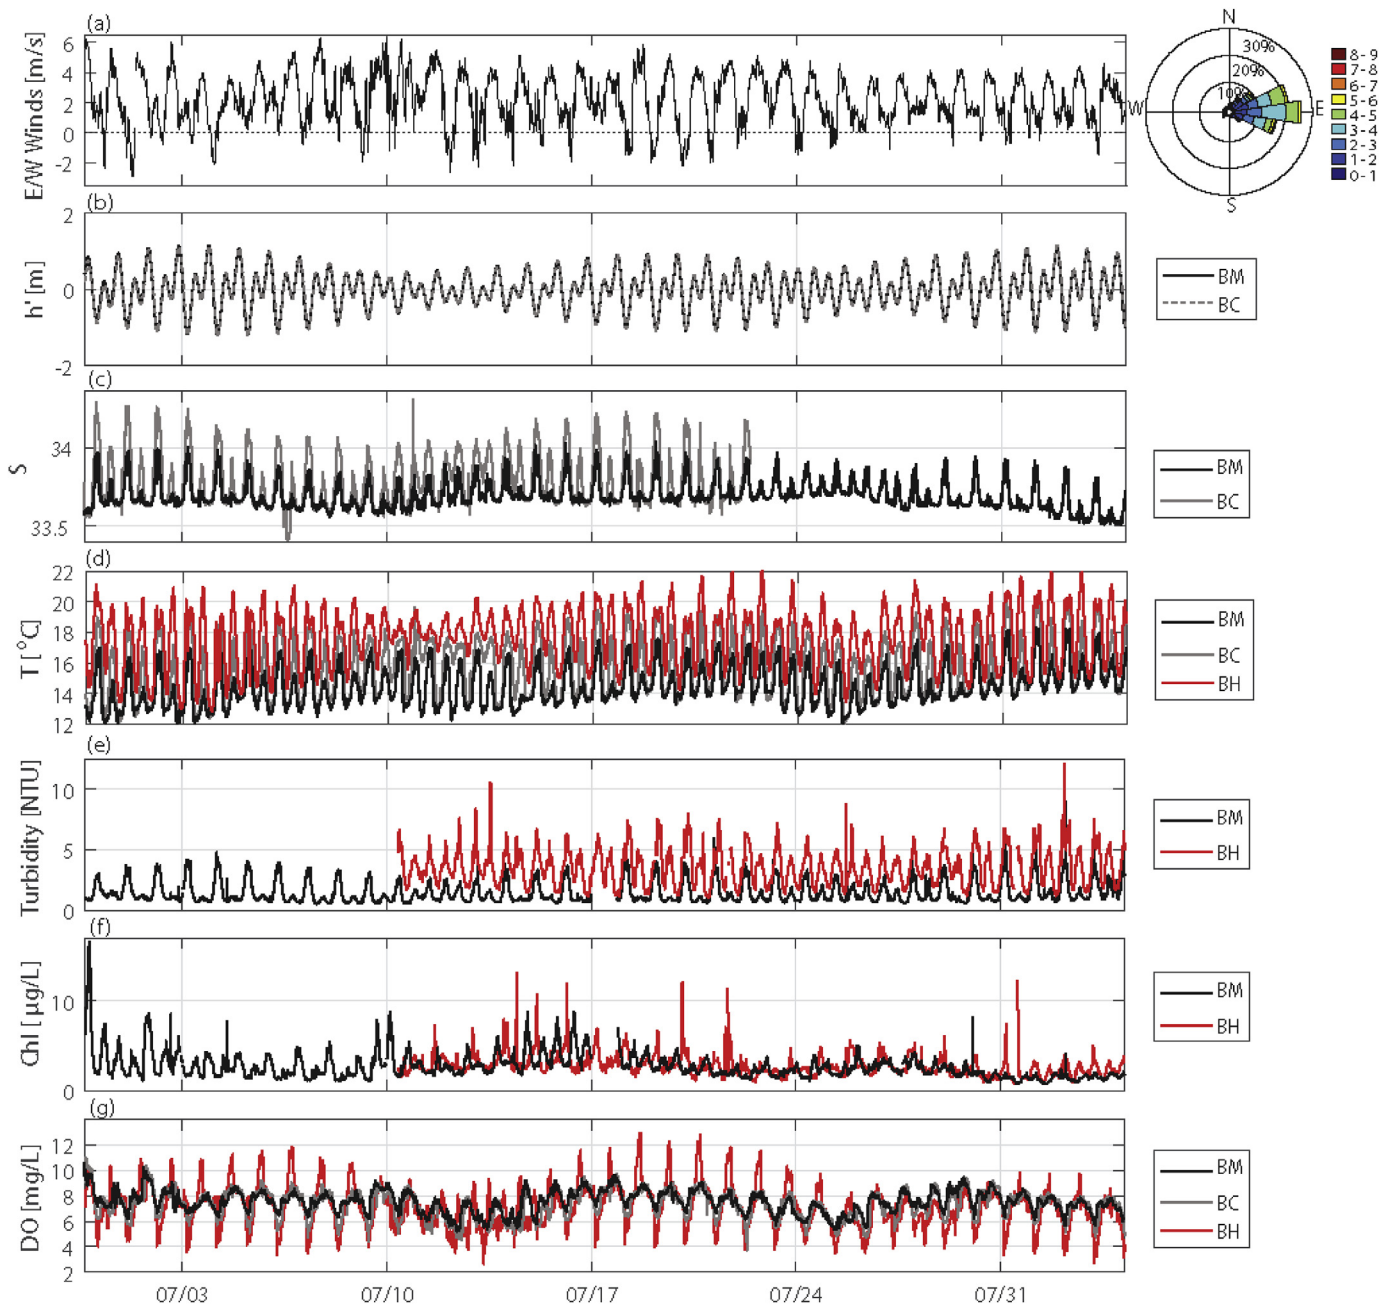 (a)
E/W Winds [m/s]
6
4
2
0
-2
N
30%
20%
10%
W
E
S
8-9
7-8
6-7
5-6
4-5
3-4
2-3
1-2
0-1
(b)
h' [m]
2
0
-2
BM
BC
(c)
S
34
33.5
BM
BC
(d)
T [°C]
22
20
18
16
14
12
BM
BC
BH
(e)
Turbidity [NTU]
10
5
0
BM
BH
(f)
Chl [µg/L]
10
0
BM
BH
(g)
DO [mg/L]
12
10
8
6
4
2
BM
BC
BH
07/03
07/10
07/17
07/24
07/31